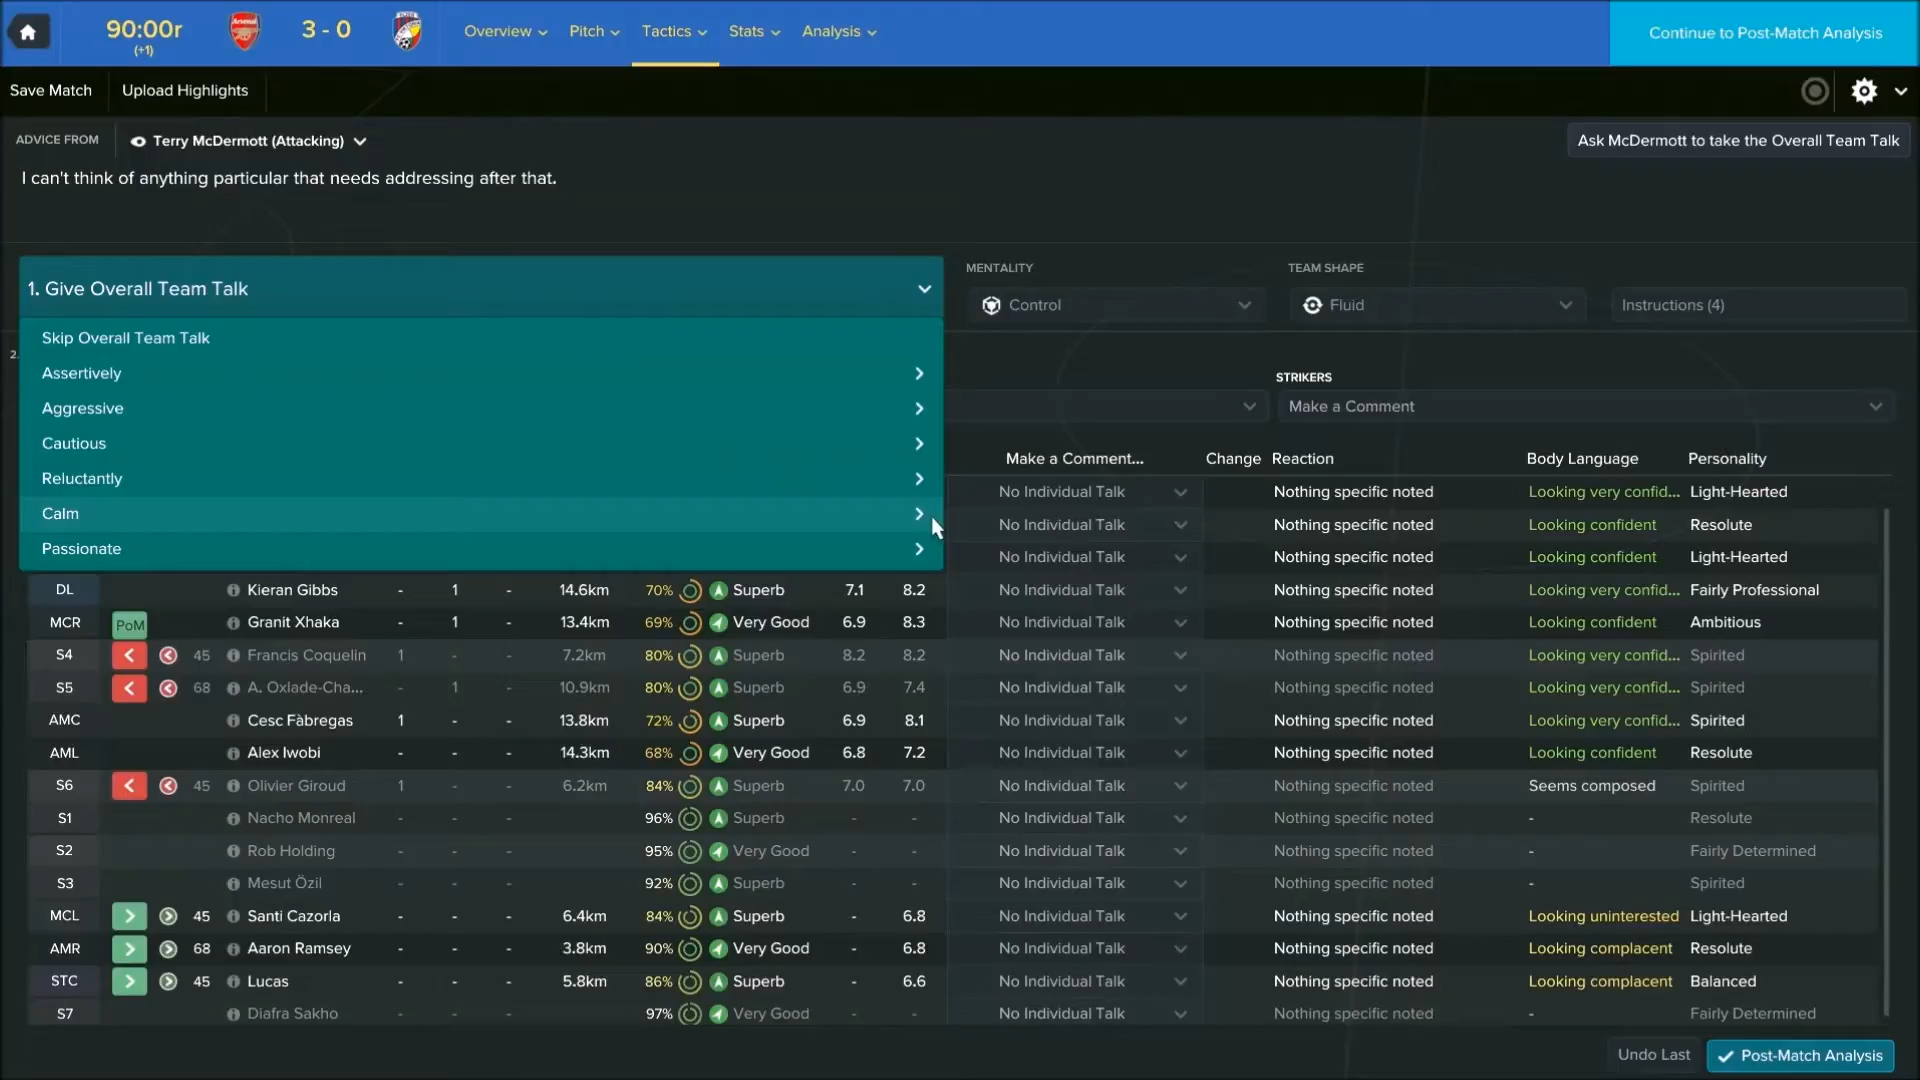 90:00r
(+1)
3 - 0
Overview
Pitch
Tactics
Stats
Analysis
Continue to Post-Match Analysis
Save Match
Upload Highlights
ADVICE FROM
Terry McDermott (Attacking)
Ask McDermott to take the Overall Team Talk
I can't think of anything particular that needs addressing after that.
1. Give Overall Team Talk
MENTALITY
Control
TEAM SHAPE
Fluid
Instructions (4)
Skip Overall Team Talk
2.
Assertively
STRIKERS
Aggressive
Make a Comment
Cautious
Reluctantly
Calm
Passionate
Make a Comment... Change Reaction Body Language Personality
No Individual Talk Nothing specific noted Looking very confid... Light-Hearted
No Individual Talk Nothing specific noted Looking confident Resolute
No Individual Talk Nothing specific noted Looking confident Light-Hearted
DL Kieran Gibbs - 1 - 14.6km 70% Superb 7.1 8.2 No Individual Talk Nothing specific noted Looking very confid... Fairly Professional
MCR PoM Granit Xhaka - 1 - 13.4km 69% Very Good 6.9 8.3 No Individual Talk Nothing specific noted Looking confident Ambitious
S4 45 Francis Coquelin 1 - - 7.2km 80% Superb 8.2 8.2 No Individual Talk Nothing specific noted Looking very confid... Spirited
S5 68 A. Oxlade-Cha... - 1 - 10.9km 80% Superb 6.9 7.4 No Individual Talk Nothing specific noted Looking very confid... Spirited
AMC Cesc Fàbregas 1 - - 13.8km 72% Superb 6.9 8.1 No Individual Talk Nothing specific noted Looking very confid... Spirited
AML Alex Iwobi - - - 14.3km 68% Very Good 6.8 7.2 No Individual Talk Nothing specific noted Looking confident Resolute
S6 45 Olivier Giroud 1 - - 6.2km 84% Superb 7.0 7.0 No Individual Talk Nothing specific noted Seems composed Spirited
S1 Nacho Monreal - - - 96% Superb - - No Individual Talk Nothing specific noted - Resolute
S2 Rob Holding - - - 95% Very Good - - No Individual Talk Nothing specific noted - Fairly Determined
S3 Mesut Özil - - - 92% Superb - - No Individual Talk Nothing specific noted - Spirited
MCL 45 Santi Cazorla - - - 6.4km 84% Superb - 6.8 No Individual Talk Nothing specific noted Looking uninterested Light-Hearted
AMR 68 Aaron Ramsey - - - 3.8km 90% Very Good - 6.8 No Individual Talk Nothing specific noted Looking complacent Resolute
STC 45 Lucas - - - 5.8km 86% Superb - 6.6 No Individual Talk Nothing specific noted Looking complacent Balanced
S7 Diafra Sakho - - - 97% Very Good - - No Individual Talk Nothing specific noted - Fairly Determined
Undo Last
Post-Match Analysis